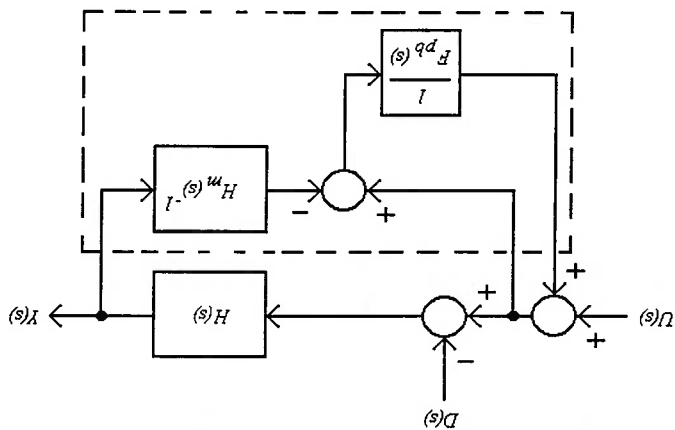 D(s)
−
U(s)
+
+
H(s)
Y(s)
+
+
−
H_m(s)^-1
1
F_pb(s)